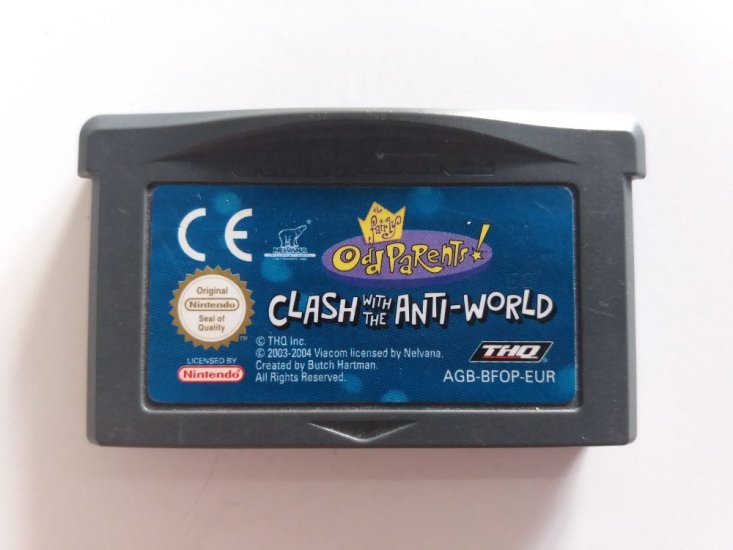 CE
NELVANA
the
fairly
OddParents!
CLASH WITH THE ANTI-WORLD
Original
Nintendo
Seal of
Quality
TM
LICENSED BY
Nintendo
© THQ Inc.
© 2003-2004 Viacom licensed by Nelvana.
Created by Butch Hartman.
All Rights Reserved.
THQ
AGB-BFOP-EUR